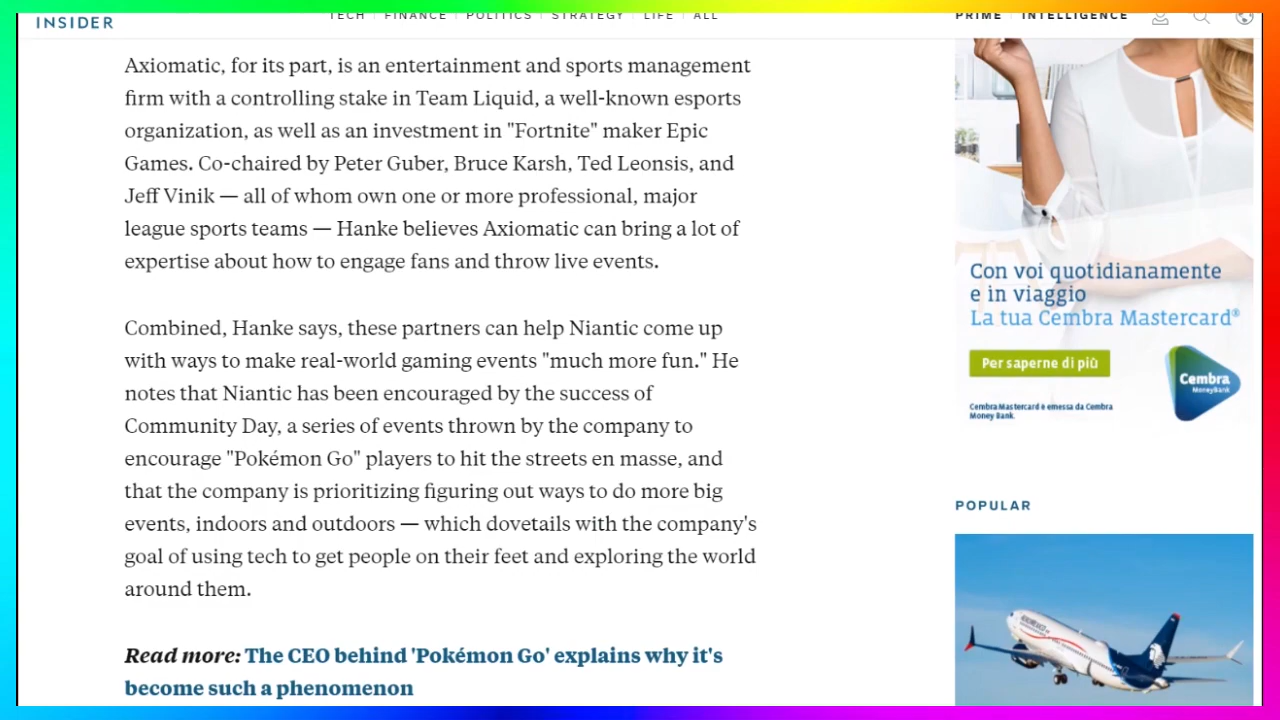 INSIDER
TECH FINANCE POLITICS STRATEGY LIFE ALL
PRIME INTELLIGENCE
Axiomatic, for its part, is an entertainment and sports management
firm with a controlling stake in Team Liquid, a well-known esports
organization, as well as an investment in "Fortnite" maker Epic
Games. Co-chaired by Peter Guber, Bruce Karsh, Ted Leonsis, and
Jeff Vinik — all of whom own one or more professional, major
league sports teams — Hanke believes Axiomatic can bring a lot of
expertise about how to engage fans and throw live events.
Combined, Hanke says, these partners can help Niantic come up
with ways to make real-world gaming events "much more fun." He
notes that Niantic has been encouraged by the success of
Community Day, a series of events thrown by the company to
encourage "Pokémon Go" players to hit the streets en masse, and
that the company is prioritizing figuring out ways to do more big
events, indoors and outdoors — which dovetails with the company's
goal of using tech to get people on their feet and exploring the world
around them.
Read more: The CEO behind 'Pokémon Go' explains why it's
become such a phenomenon
Con voi quotidianamente
e in viaggio
La tua Cembra Mastercard®
Per saperne di più
Cembra
MoneyBank
Cembra Mastercard è emessa da Cembra
Money Bank.
POPULAR